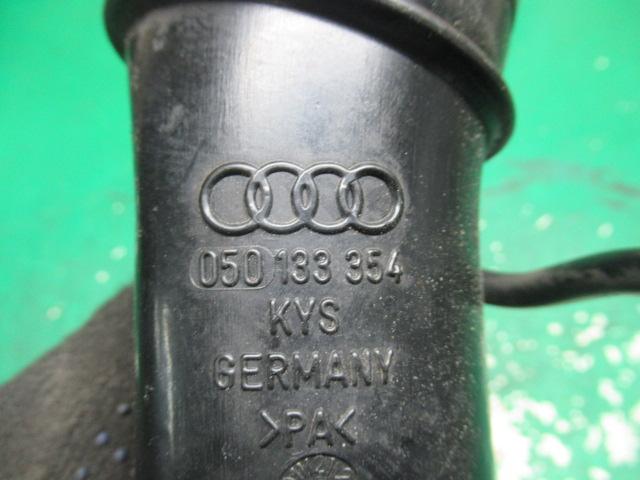 050 133 354
KYS
GERMANY
>PA<